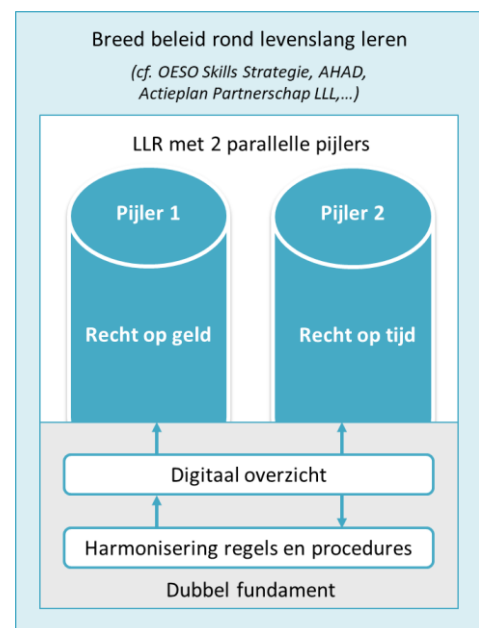 Breed beleid rond levenslang leren
(cf. OESO Skills Strategie, AHAD,
Actieplan Partnerschap LLL,...)
LLR met 2 parallelle pijlers
Pijler 1
Pijler 2
Recht op geld
Recht op tijd
Digitaal overzicht
Harmonisering regels en procedures
Dubbel fundament